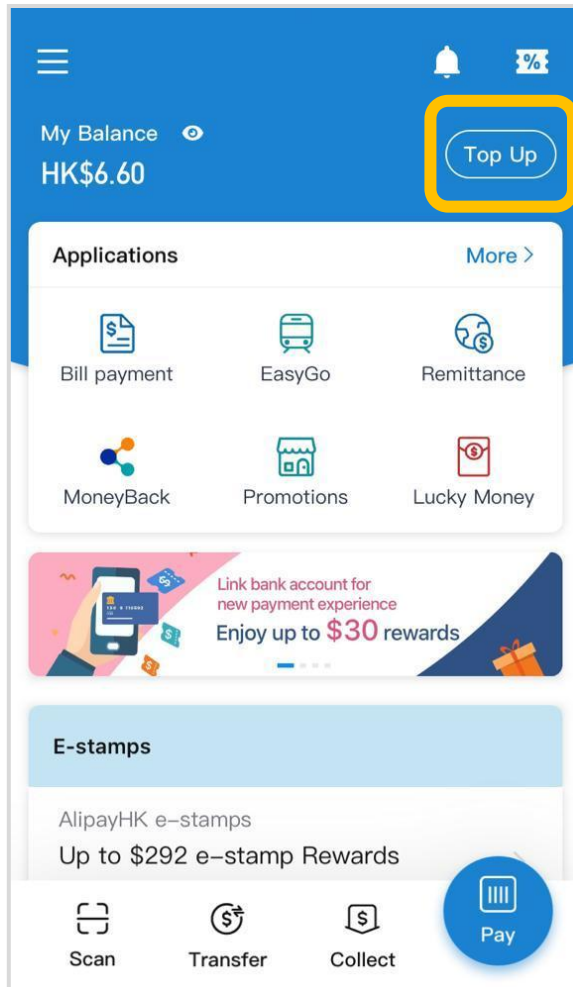 My Balance
HK$6.60
Top Up
Applications
More >
Bill payment
EasyGo
Remittance
MoneyBack
Promotions
Lucky Money
Link bank account for
new payment experience
Enjoy up to $30 rewards
E-stamps
AlipayHK e-stamps
Up to $292 e-stamp Rewards
Scan
Transfer
Collect
Pay